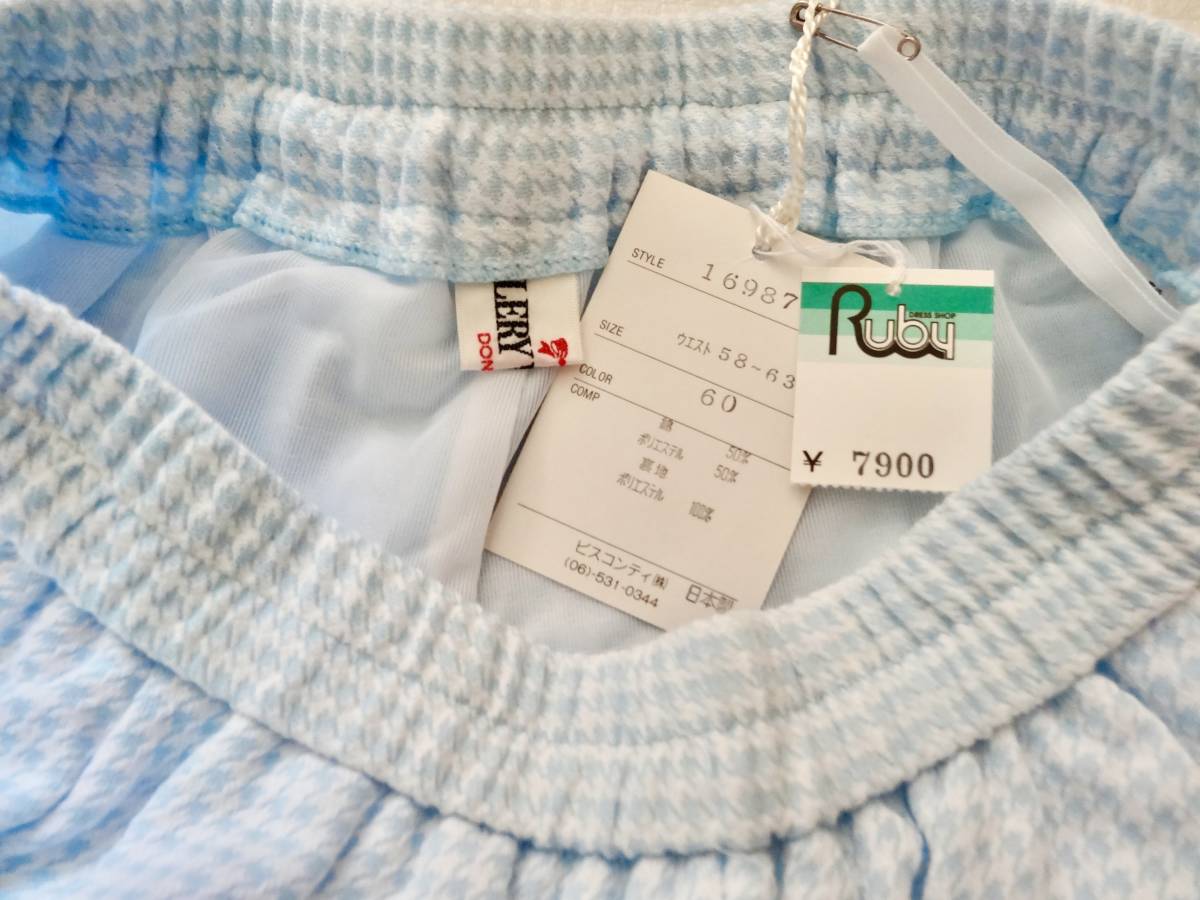 STYLE 16987
SIZE ウエスト 58-63
COLOR 60
COMP
綿 50%
ポリエステル 50%
裏地
ポリエステル 100%
ビスコンティ㈱
(06)-531-0344 日本製
LERY
DON
Ruby
DRESS SHOP
¥ 7900